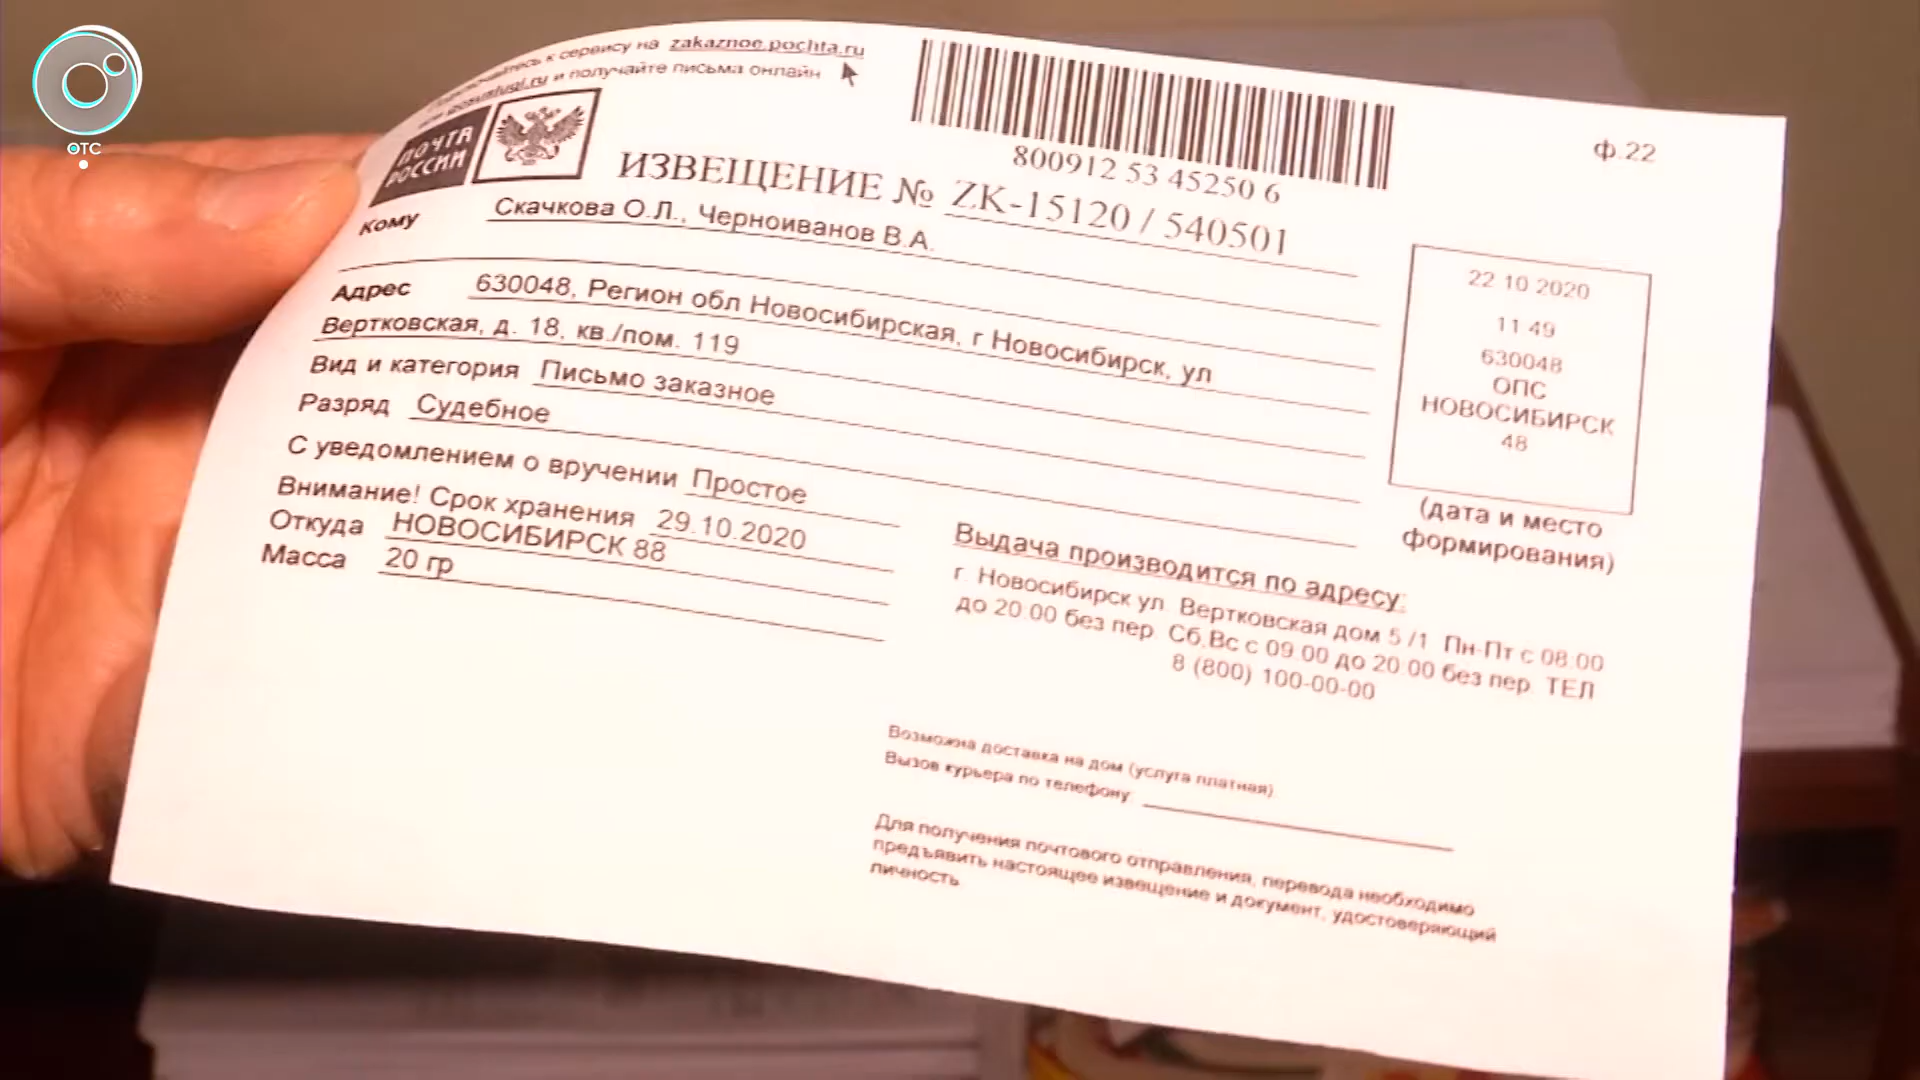 ОТС
к сервису на zakaznoe.pochta.ru
и получайте письма онлайн
ПОЧТА РОССИИ
800912 53 45250 6
ф.22
ИЗВЕЩЕНИЕ № ZK-15120 / 540501
Кому Скачкова О.Л., Черноиванов В.А.
Адрес 630048, Регион обл Новосибирская, г Новосибирск, ул
Вертковская, д. 18, кв./пом. 119
Вид и категория Письмо заказное
Разряд Судебное
С уведомлением о вручении Простое
Внимание! Срок хранения 29.10.2020
Откуда НОВОСИБИРСК 88
Масса 20 гр
22 10 2020
11 49
630048
ОПС
НОВОСИБИРСК
48
(дата и место
формирования)
Выдача производится по адресу:
г. Новосибирск ул. Вертковская дом 5 /1 Пн-Пт с 08:00
до 20.00 без пер. Сб,Вс с 09.00 до 20.00 без пер. ТЕЛ
8 (800) 100-00-00
Возможна доставка на дом (услуга платная)
Вызов курьера по телефону
Для получения почтового отправления, перевода необходимо
предъявить настоящее извещение и документ, удостоверяющий
личность